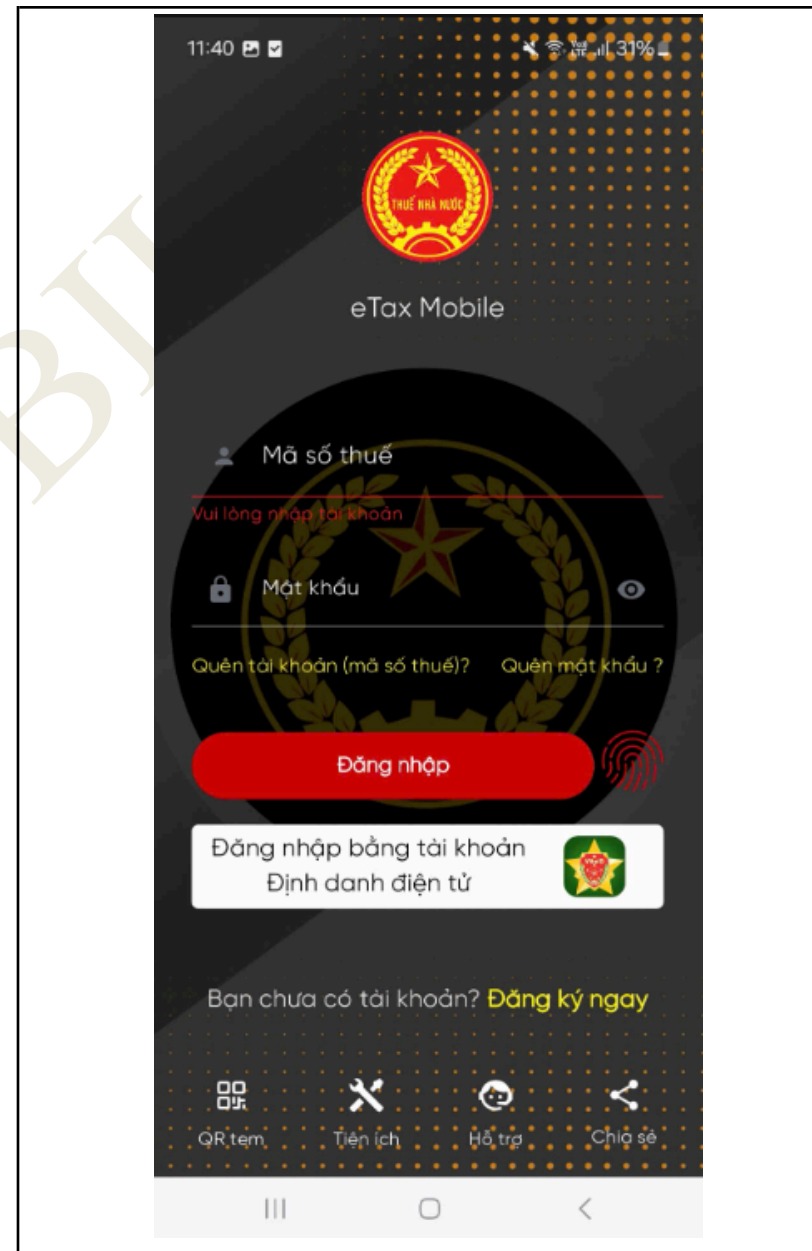 11:40
31%
THUẾ NHÀ NƯỚC
eTax Mobile
Mã số thuế
Vui lòng nhập tài khoản
Mật khẩu
Quên tài khoản (mã số thuế)? Quên mật khẩu ?
Đăng nhập
Đăng nhập bằng tài khoản
Định danh điện tử
Bạn chưa có tài khoản? Đăng ký ngay
QR tem Tiện ích Hỗ trợ Chia sẻ